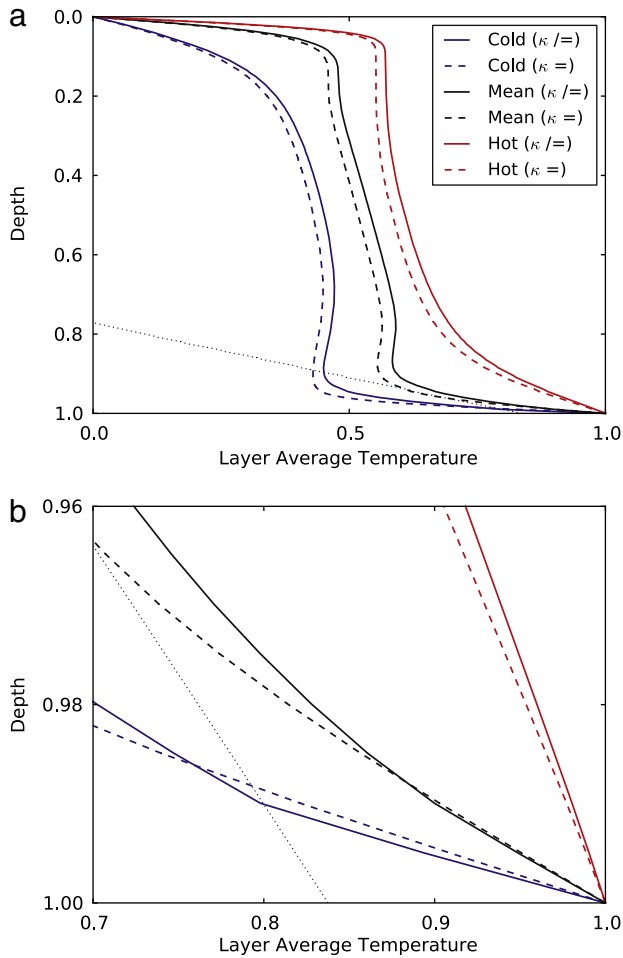 a
0.0
0.2
0.4
0.6
0.8
1.0
Depth
Cold (κ /=)
Cold (κ =)
Mean (κ /=)
Mean (κ =)
Hot (κ /=)
Hot (κ =)
0.0
0.5
1.0
Layer Average Temperature
b
0.96
0.98
1.00
Depth
0.7
0.8
0.9
1.0
Layer Average Temperature